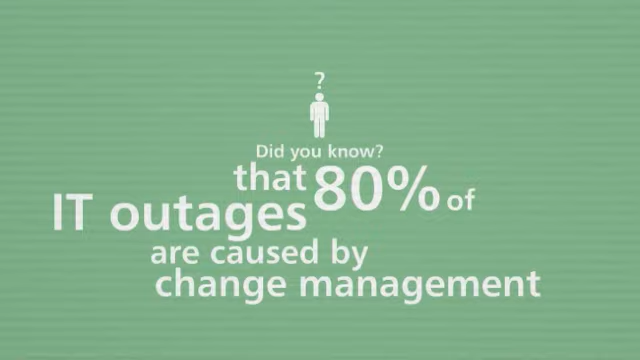 ?
Did you know?
that 80% of
IT outages
are caused by
change management